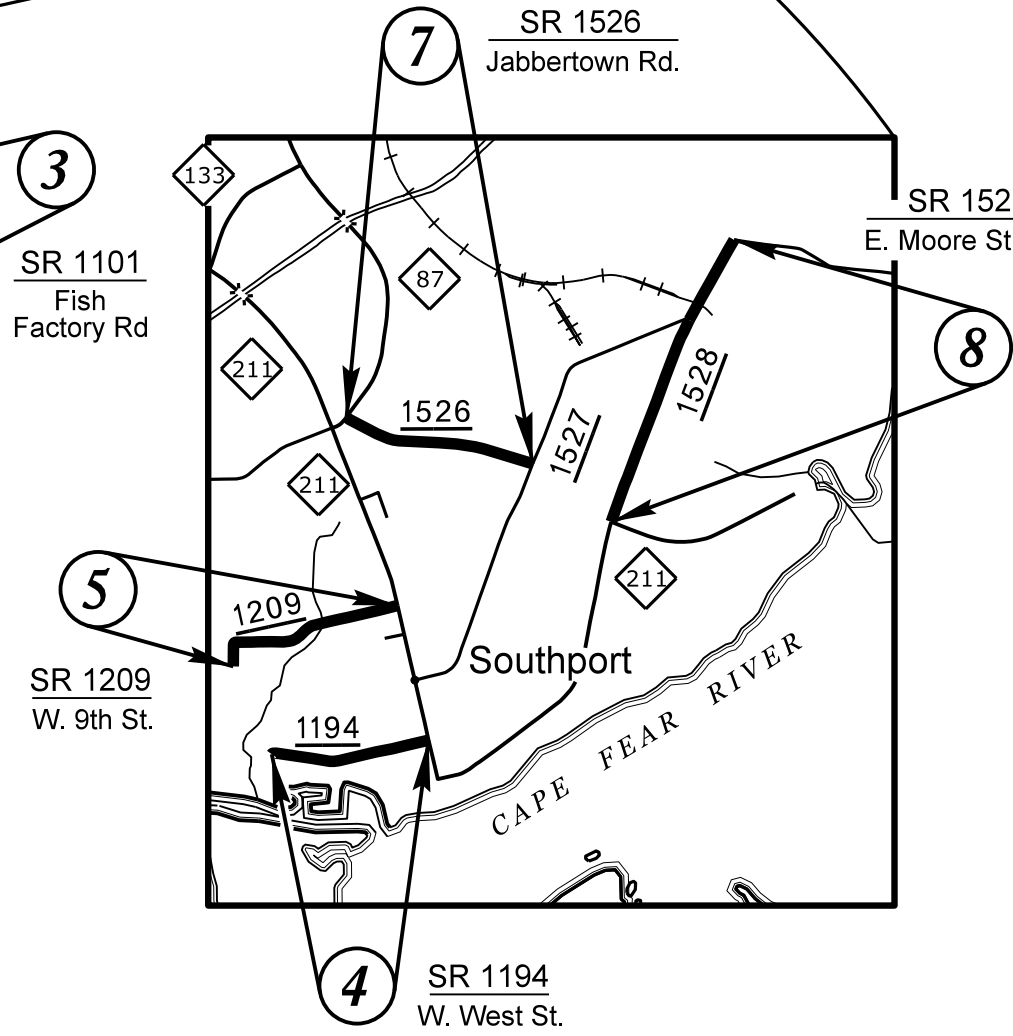 7
SR 1526
Jabbertown Rd.
3
133
SR 152
E. Moore St
SR 1101
Fish
Factory Rd
87
8
211
1528
1526
1527
211
5
211
1209
Southport
SR 1209
W. 9th St.
CAPE FEAR RIVER
1194
4
SR 1194
W. West St.